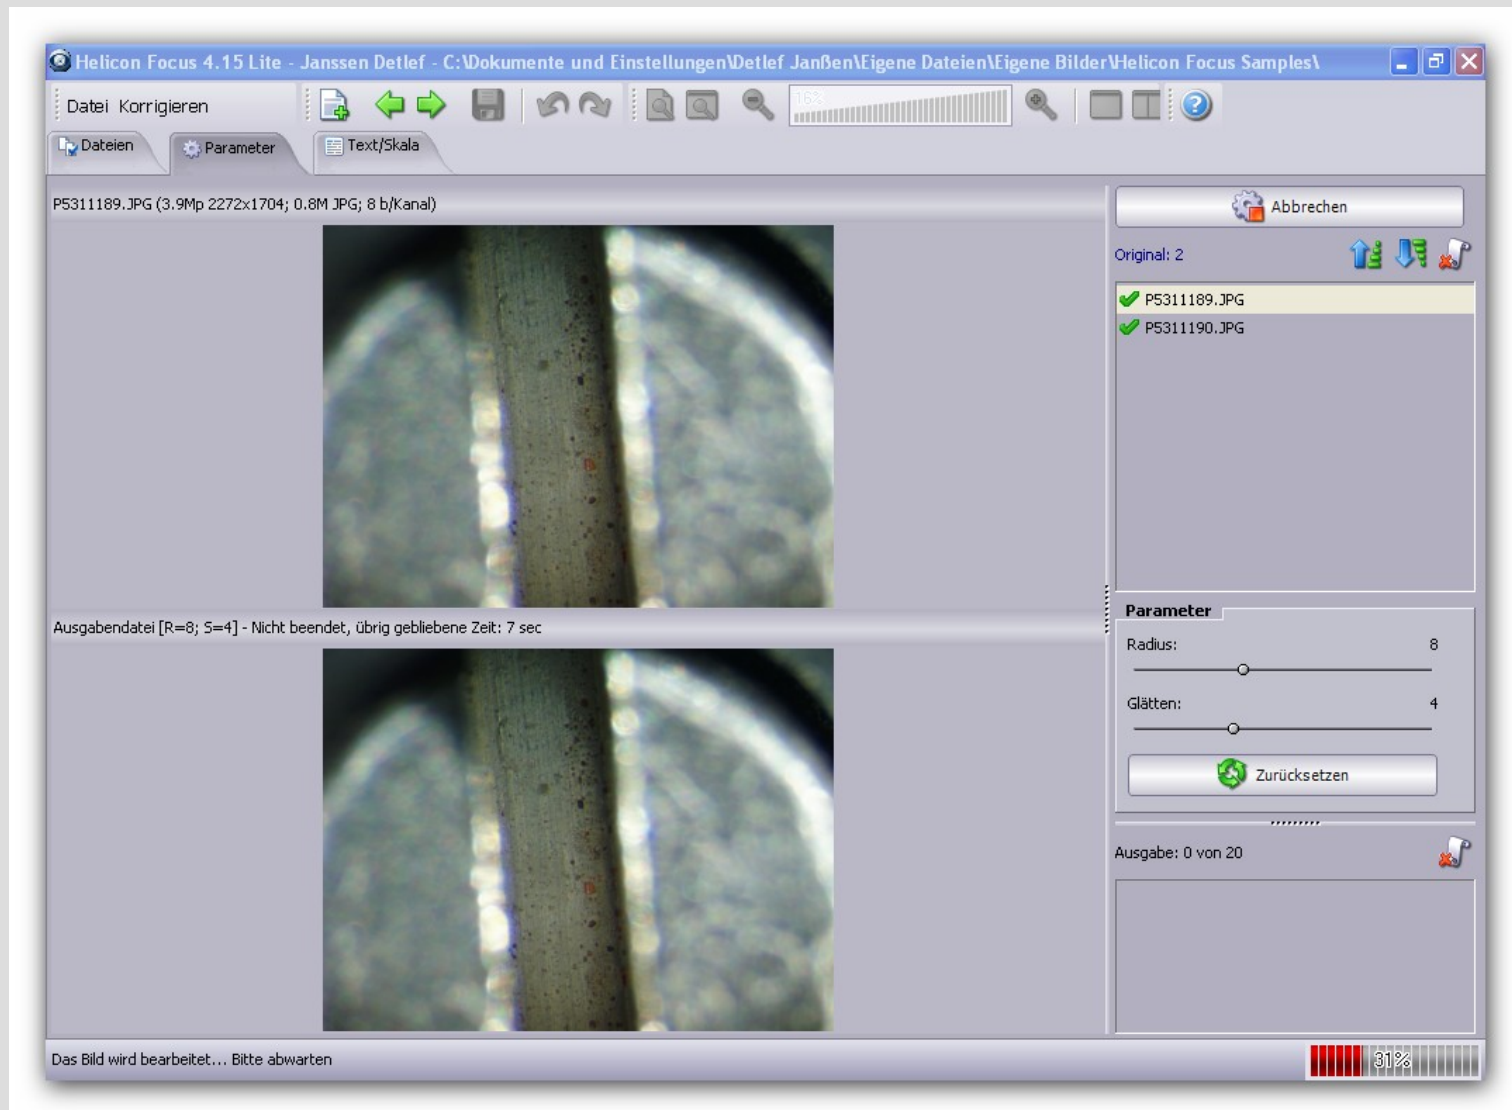 Helicon Focus 4.15 Lite - Janssen Detlef - C:\Dokumente und Einstellungen\Detlef Janßen\Eigene Dateien\Eigene Bilder\Helicon Focus Samples\
Datei Korrigieren
16%
Dateien
Parameter
Text/Skala
P5311189.JPG (3.9Mp 2272x1704; 0.8M JPG; 8 b/Kanal)
Abbrechen
Original: 2
P5311189.JPG
P5311190.JPG
Ausgabendatei [R=8; S=4] - Nicht beendet, übrig gebliebene Zeit: 7 sec
Parameter
Radius: 8
Glätten: 4
Zurücksetzen
Ausgabe: 0 von 20
Das Bild wird bearbeitet... Bitte abwarten
31%